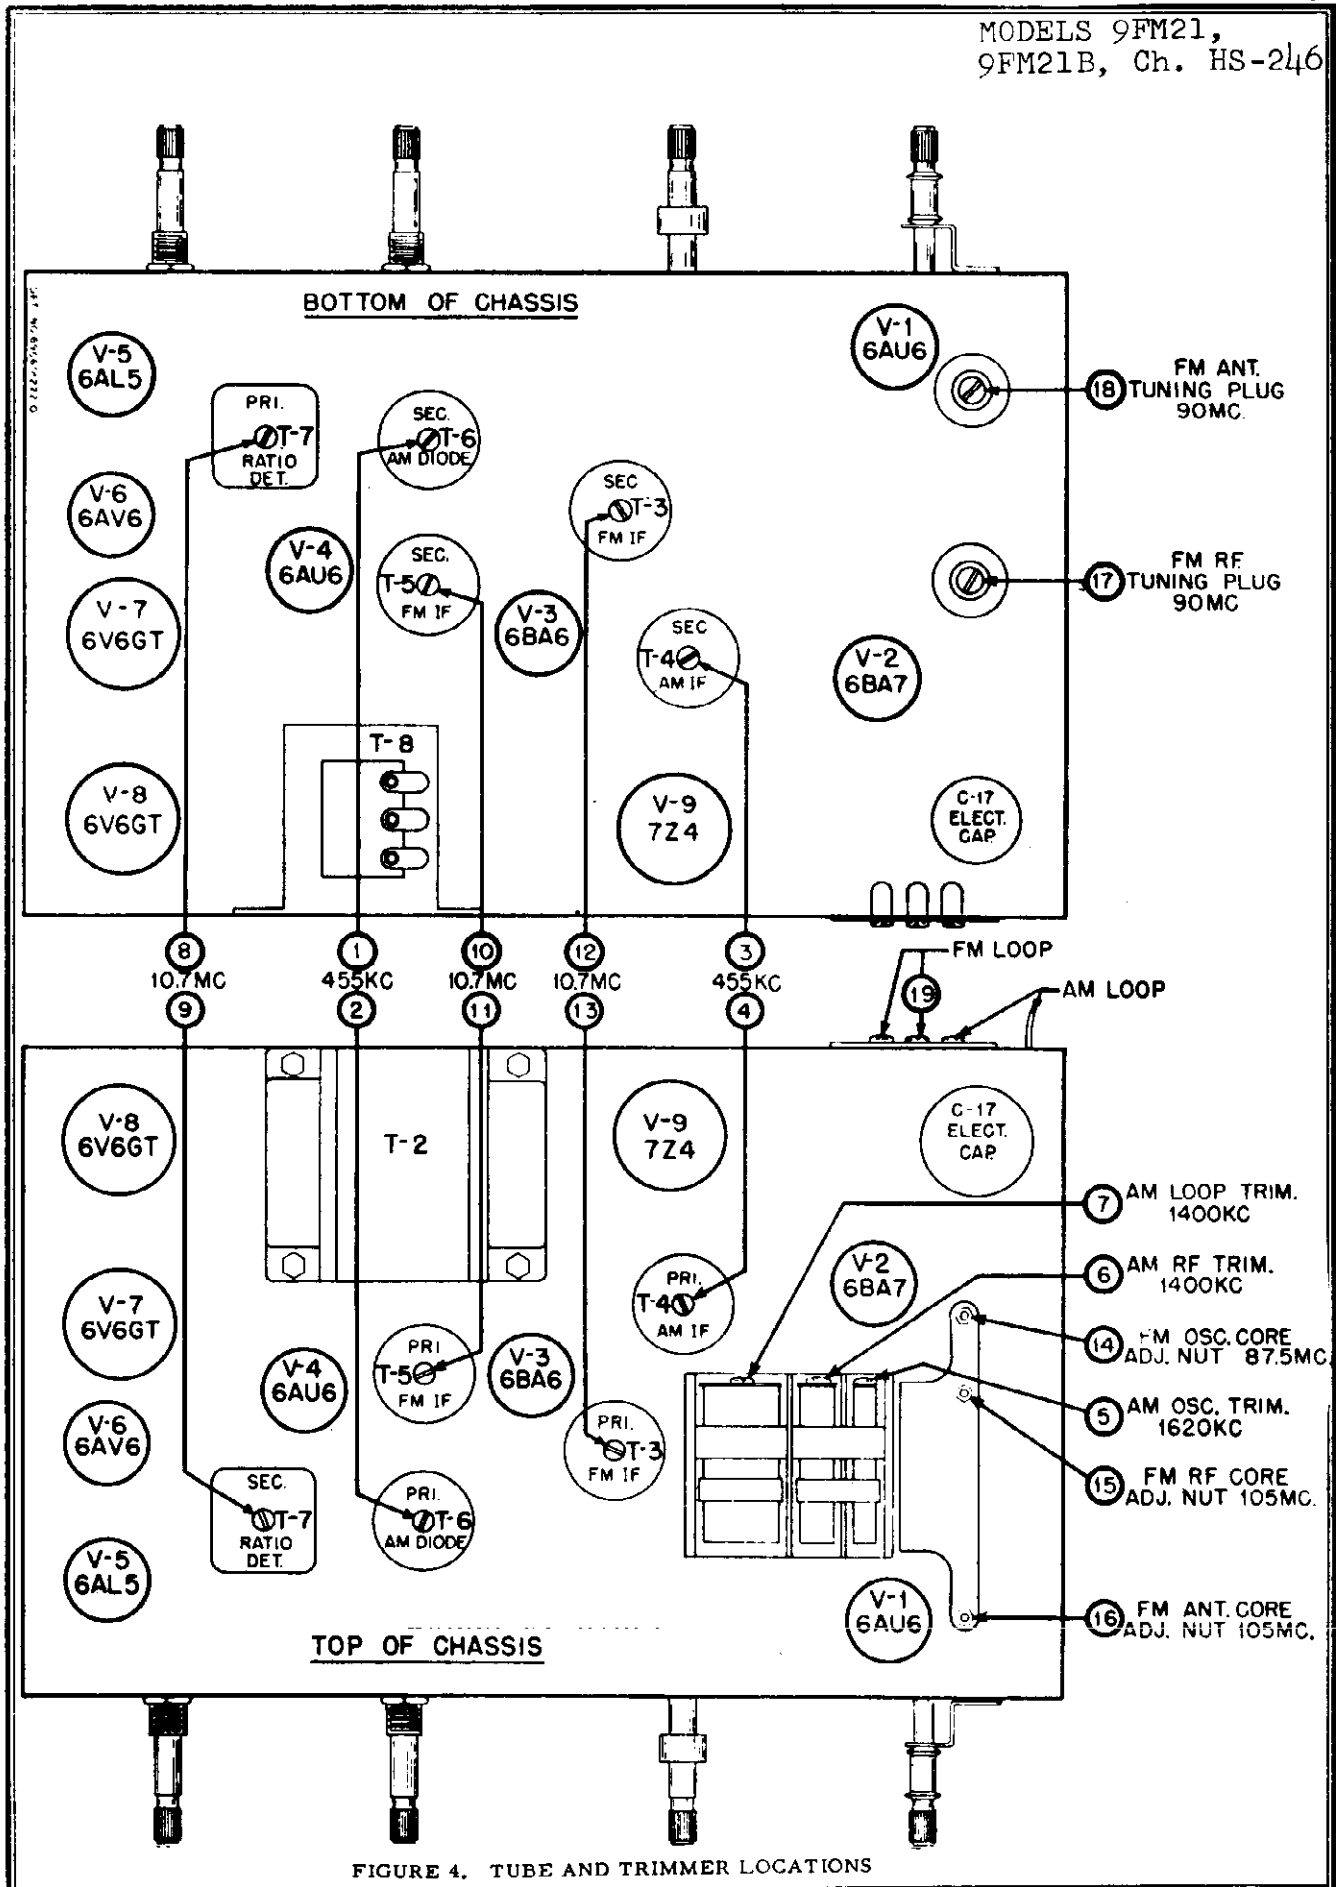 MODELS 9FM21,
9FM21B, Ch. HS-246
BOTTOM OF CHASSIS
V-1
6AU6
V-5
6AL5
18
FM ANT.
TUNING PLUG
90MC.
PRI.
T-7
RATIO
DET.
SEC.
T-6
AM DIODE
V-6
6AV6
SEC
T-3
FM IF
V-4
6AU6
SEC.
T-5
FM IF
17
FM RF
TUNING PLUG
90MC
V-7
6V6GT
V-3
6BA6
SEC
T-4
AM IF
V-2
6BA7
T-8
V-8
6V6GT
V-9
7Z4
C-17
ELECT.
CAP.
8
1
10
12
3
10.7MC
455KC
10.7MC
10.7MC
455KC
9
2
11
13
4
FM LOOP
19
AM LOOP
V-8
6V6GT
T-2
V-9
7Z4
C-17
ELECT.
CAP.
7
AM LOOP TRIM.
1400KC
V-2
6BA7
6
AM RF TRIM.
1400KC
V-7
6V6GT
PRI.
T-4
AM IF
14
FM OSC. CORE
ADJ. NUT 87.5MC.
V-4
6AU6
PRI
T-5
FM IF
V-3
6BA6
5
AM OSC. TRIM.
1620KC
V-6
6AV6
PRI.
T-3
FM IF
15
FM RF CORE
ADJ. NUT 105MC.
SEC.
T-7
RATIO
DET.
PRI.
T-6
AM DIODE
V-5
6AL5
V-1
6AU6
16
FM ANT. CORE
ADJ. NUT 105MC.
TOP OF CHASSIS
FIGURE 4. TUBE AND TRIMMER LOCATIONS